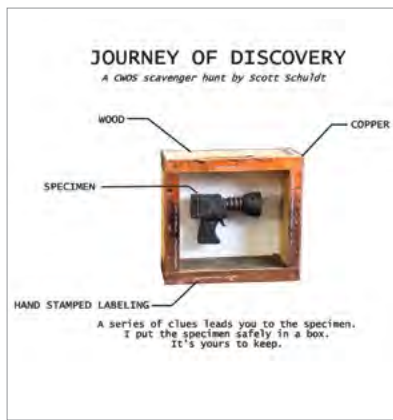 JOURNEY OF DISCOVERY
A CWOS scavenger hunt by Scott Schuldt
WOOD
COPPER
SPECIMEN
HAND STAMPED LABELING
A series of clues leads you to the specimen.
I put the specimen safely in a box.
It's yours to keep.